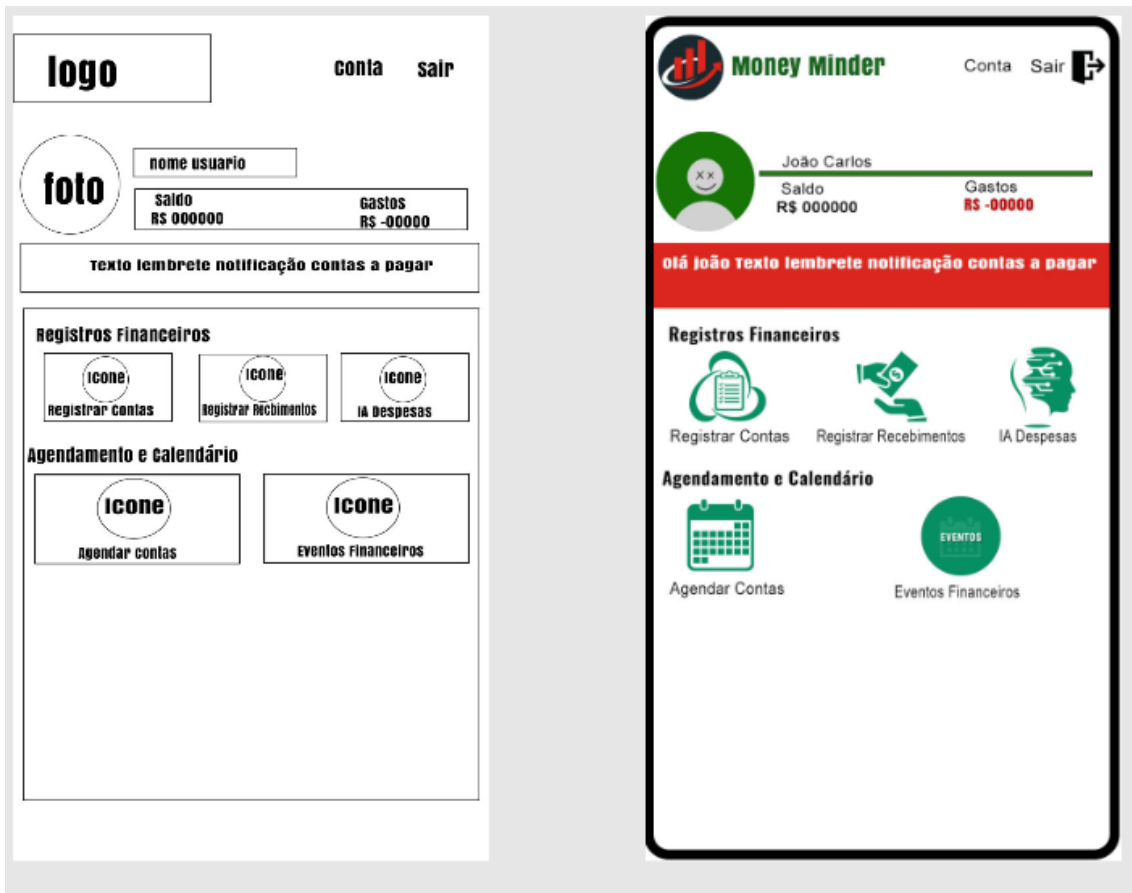 logo
conta
sair
foto
nome usuario
Saldo
Gastos
R$ 000000
R$ -00000
Texto lembrete notificação contas a pagar
Registros Financeiros
Icone
Icone
Icone
Registrar Contas
Registrar Recbimentos
IA Despesas
Agendamento e Calendário
Icone
Icone
Agendar contas
Eventos Financeiros
Money Minder
Conta
Sair
João Carlos
Saldo
Gastos
R$ 000000
R$ -00000
Olá joão Texto lembrete notificação contas a pagar
Registros Financeiros
Registrar Contas
Registrar Recebimentos
IA Despesas
Agendamento e Calendário
EVENTOS
Agendar Contas
Eventos Financeiros